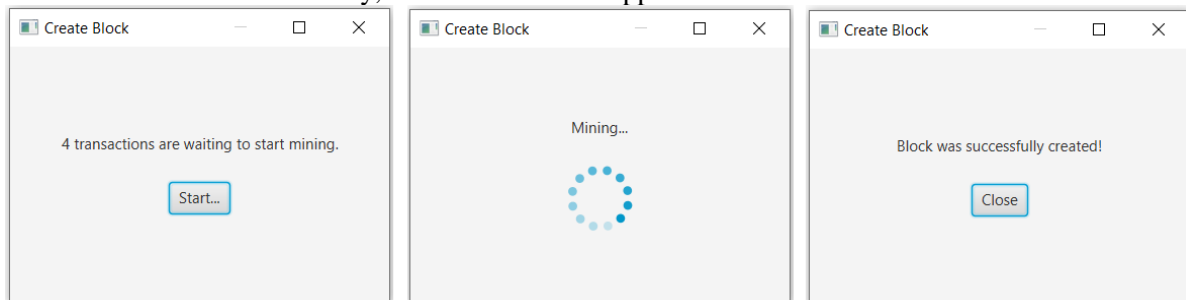 Create Block
4 transactions are waiting to start mining.
Start...
Create Block
Mining...
Create Block
Block was successfully created!
Close